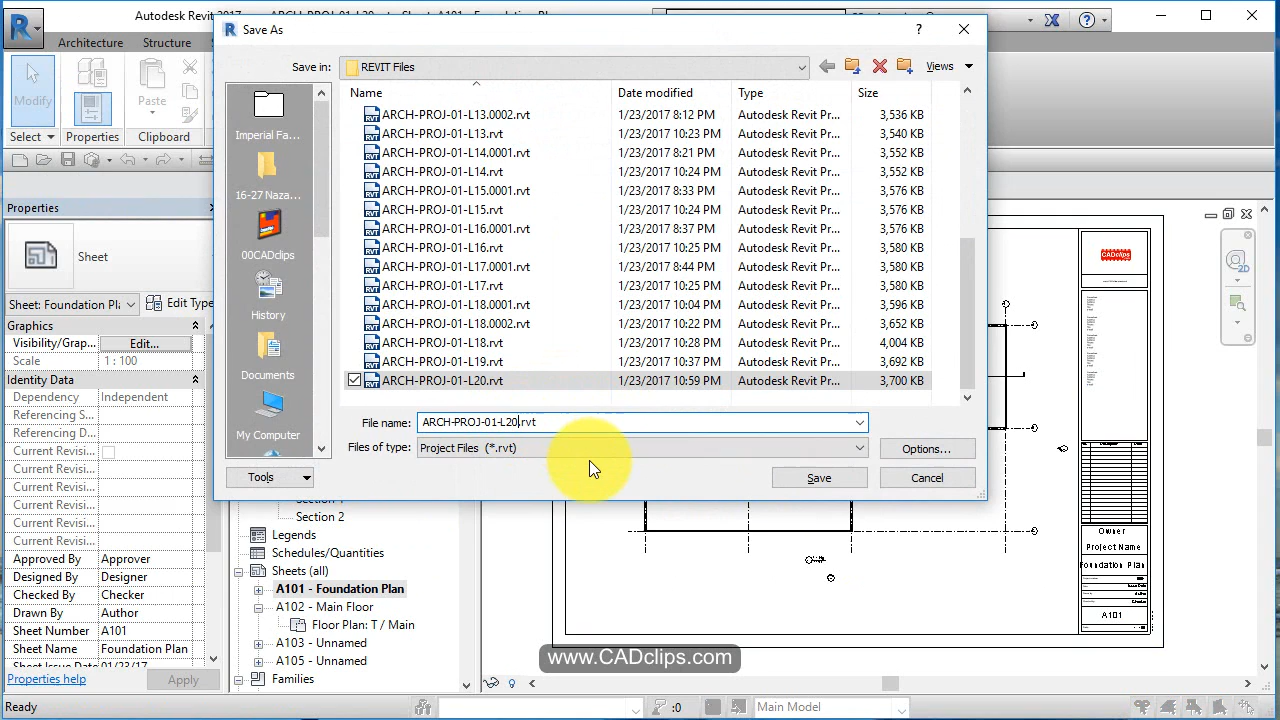 Autodesk Revit 2017 - ARCH-PROJ-01-L20.rvt - Sheet: A101 - Foundation Plan
Save As
Architecture
Structure
Save in:
REVIT Files
Views
Modify
Properties
Paste
Select
Properties
Clipboard
Name
Date modified
Type
Size
Imperial Fa...
16-27 Naza...
00CADclips
History
Documents
My Computer
ARCH-PROJ-01-L13.0002.rvt 1/23/2017 8:12 PM Autodesk Revit Pr... 3,536 KB
ARCH-PROJ-01-L13.rvt 1/23/2017 10:23 PM Autodesk Revit Pr... 3,540 KB
ARCH-PROJ-01-L14.0001.rvt 1/23/2017 8:21 PM Autodesk Revit Pr... 3,552 KB
ARCH-PROJ-01-L14.rvt 1/23/2017 10:24 PM Autodesk Revit Pr... 3,552 KB
ARCH-PROJ-01-L15.0001.rvt 1/23/2017 8:33 PM Autodesk Revit Pr... 3,576 KB
ARCH-PROJ-01-L15.rvt 1/23/2017 10:24 PM Autodesk Revit Pr... 3,576 KB
ARCH-PROJ-01-L16.0001.rvt 1/23/2017 8:37 PM Autodesk Revit Pr... 3,576 KB
ARCH-PROJ-01-L16.rvt 1/23/2017 10:25 PM Autodesk Revit Pr... 3,580 KB
ARCH-PROJ-01-L17.0001.rvt 1/23/2017 8:44 PM Autodesk Revit Pr... 3,580 KB
ARCH-PROJ-01-L17.rvt 1/23/2017 10:25 PM Autodesk Revit Pr... 3,580 KB
ARCH-PROJ-01-L18.0001.rvt 1/23/2017 10:04 PM Autodesk Revit Pr... 3,596 KB
ARCH-PROJ-01-L18.0002.rvt 1/23/2017 10:22 PM Autodesk Revit Pr... 3,652 KB
ARCH-PROJ-01-L18.rvt 1/23/2017 10:28 PM Autodesk Revit Pr... 4,004 KB
ARCH-PROJ-01-L19.rvt 1/23/2017 10:37 PM Autodesk Revit Pr... 3,692 KB
ARCH-PROJ-01-L20.rvt 1/23/2017 10:59 PM Autodesk Revit Pr... 3,700 KB
File name: ARCH-PROJ-01-L20.rvt
Files of type: Project Files (*.rvt)
Options...
Tools
Save
Cancel
Sheet
Sheet: Foundation Pla
Edit Type
Graphics
Visibility/Grap... Edit...
Scale 1 : 100
Identity Data
Dependency Independent
Referencing S...
Referencing D...
Current Revisi...
Current Revisi...
Current Revisi...
Current Revisi...
Current Revisi...
Current Revisi...
Approved By Approver
Designed By Designer
Checked By Checker
Drawn By Author
Sheet Number A101
Sheet Name Foundation Plan
Sheet Issue Date 01/23/17
Properties help
Apply
Section 1
Section 2
Legends
Schedules/Quantities
Sheets (all)
A101 - Foundation Plan
A102 - Main Floor
Floor Plan: T / Main
A103 - Unnamed
A105 - Unnamed
Families
CADclips
Owner
Project Name
Foundation Plan
A101
2D
www.CADclips.com
Ready
:0
Main Model